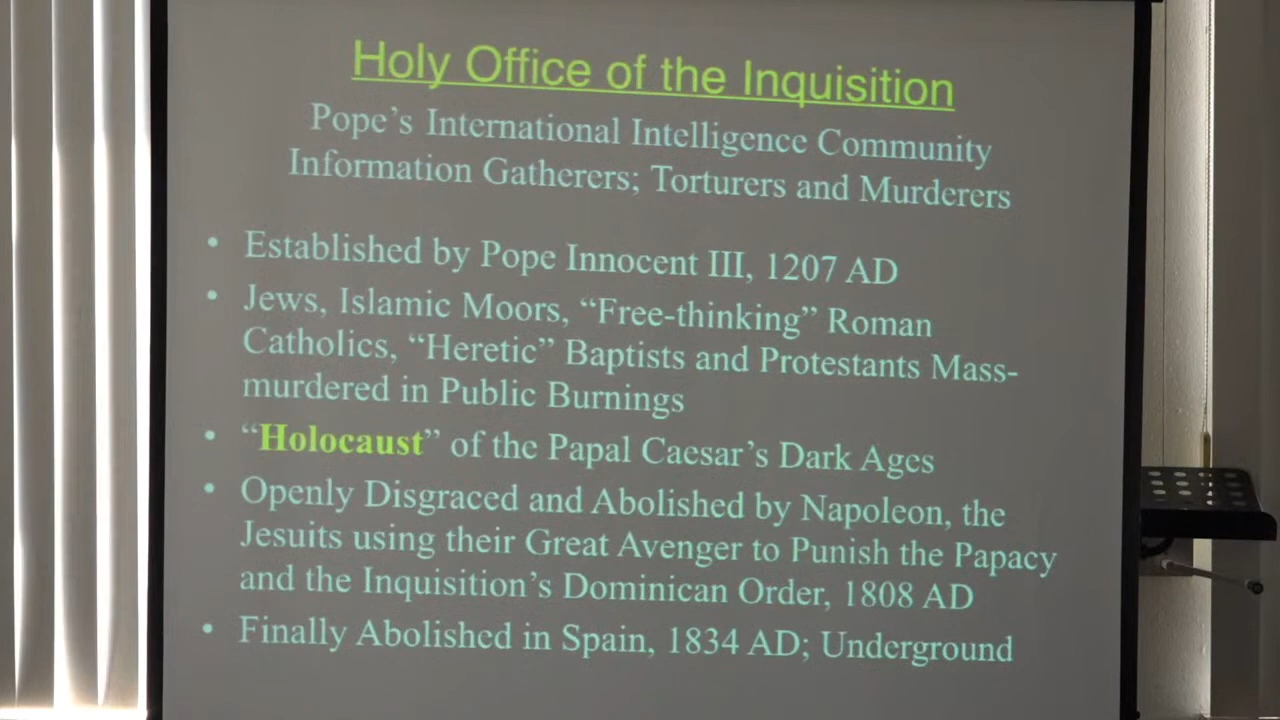 Holy Office of the Inquisition
Pope's International Intelligence Community
Information Gatherers; Torturers and Murderers
• Established by Pope Innocent III, 1207 AD
• Jews, Islamic Moors, “Free-thinking” Roman
Catholics, “Heretic” Baptists and Protestants Mass-
murdered in Public Burnings
• “Holocaust” of the Papal Caesar's Dark Ages
• Openly Disgraced and Abolished by Napoleon, the
Jesuits using their Great Avenger to Punish the Papacy
and the Inquisition's Dominican Order, 1808 AD
• Finally Abolished in Spain, 1834 AD; Underground